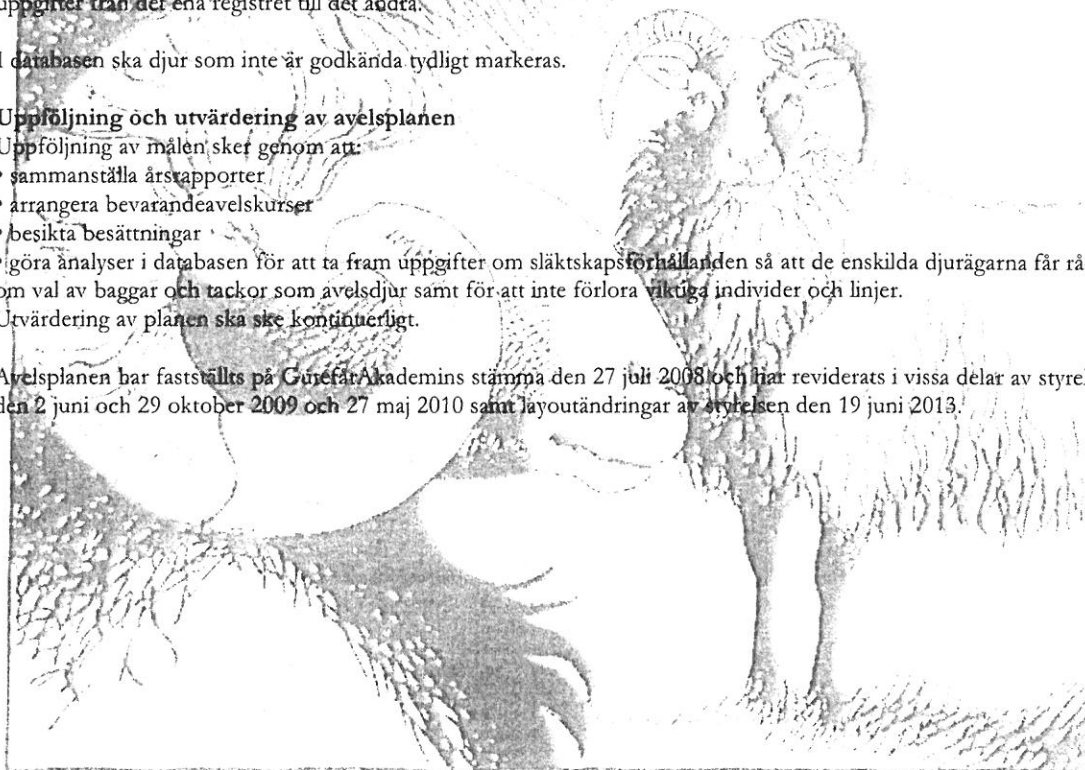 uppgifter från det ena registret till det andra.
I databasen ska djur som inte är godkända tydligt markeras.
Uppföljning och utvärdering av avelsplanen
Uppföljning av målen sker genom att:
• sammanställa årsrapporter
• arrangera bevarandeavelskurser
• besikta besättningar
• göra analyser i databasen för att ta fram uppgifter om släktskapsförhållanden så att de enskilda djurägarna får rå
om val av baggar och tackor som avelsdjur samt för att inte förlora viktiga individer och linjer.
Utvärdering av planen ska ske kontinuerligt.
Avelsplanen har fastställts på GutefårAkademins stämma den 27 juli 2008 och har reviderats i vissa delar av styre
den 2 juni och 29 oktober 2009 och 27 maj 2010 samt layoutändringar av styrelsen den 19 juni 2013.